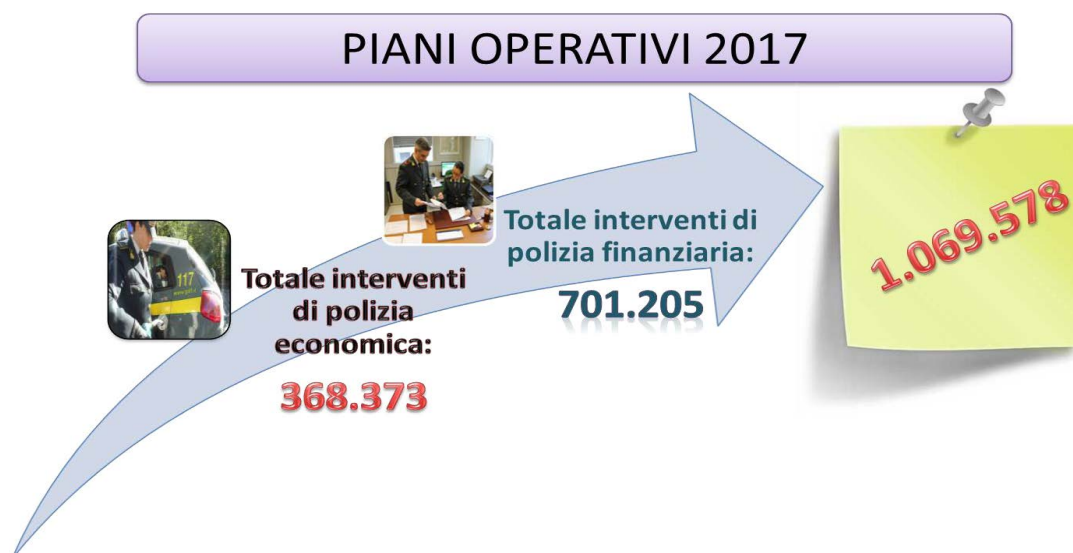 PIANI OPERATIVI 2017
117
Totale interventi
di polizia
economica:
368.373
Totale interventi di
polizia finanziaria:
701.205
1.069.578